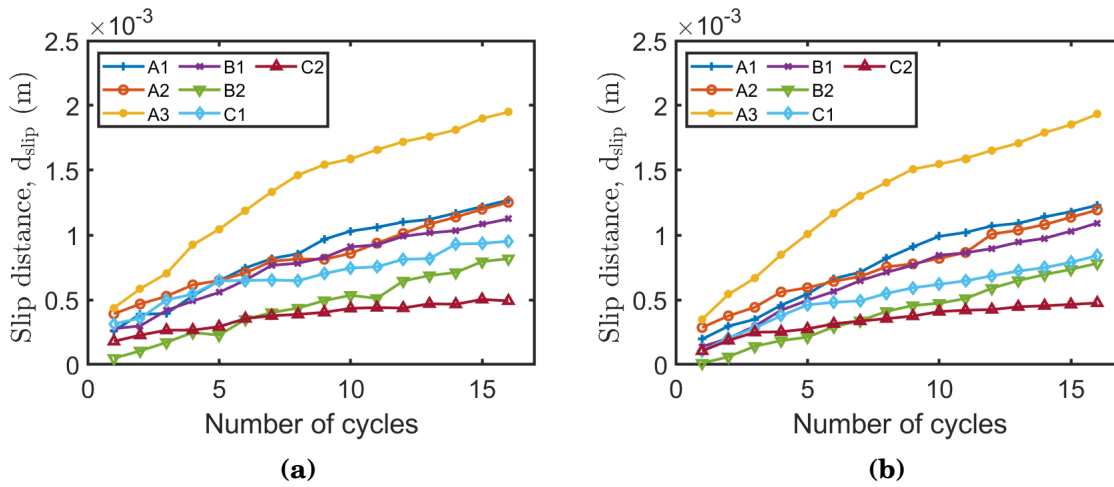 ×10⁻³
2.5
2
1.5
1
0.5
0
Slip distance, d_slip (m)
A1 B1 C2
A2 B2
A3 C1
0 5 10 15
Number of cycles
(a)
×10⁻³
2.5
2
1.5
1
0.5
0
Slip distance, d_slip (m)
A1 B1 C2
A2 B2
A3 C1
0 5 10 15
Number of cycles
(b)